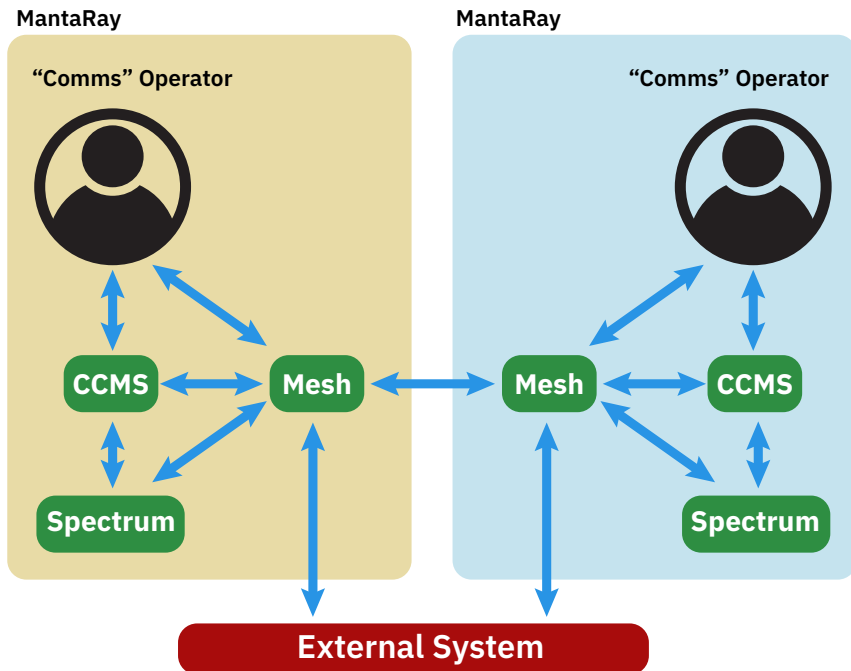 MantaRay
MantaRay
“Comms” Operator
“Comms” Operator
CCMS
Mesh
Mesh
CCMS
Spectrum
Spectrum
External System